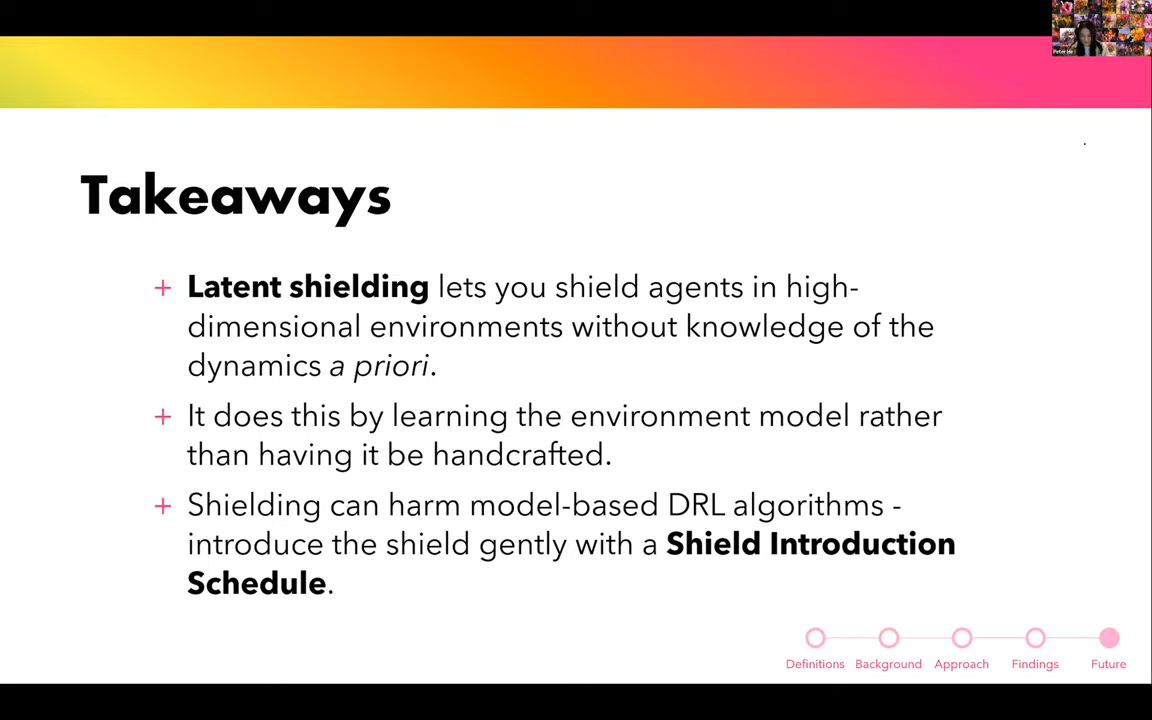 Takeaways
+ Latent shielding lets you shield agents in high-
dimensional environments without knowledge of the
dynamics a priori.
+ It does this by learning the environment model rather
than having it be handcrafted.
+ Shielding can harm model-based DRL algorithms -
introduce the shield gently with a Shield Introduction
Schedule.
Definitions Background Approach Findings Future